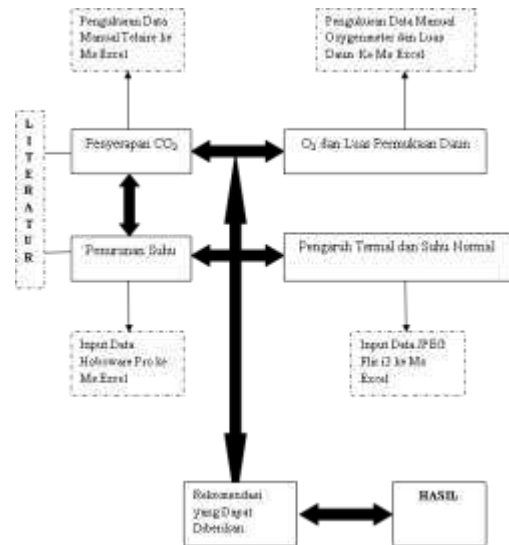 Pengukuran Data
Manual Telaire ke
Ms Excel
Pengukuran Data Manual
Oxygenmeter dan Luas
Daun Ke Ms Excel
LITERATUR
Penyerapan CO₂
O₂ dan Luas Permukaan Daun
Penurunan Suhu
Pengaruh Termal dan Suhu Normal
Input Data
Hoboware Pro ke
Ms Excel
Input Data JPEG
Flir i3 ke Ms
Excel
Rekomendasi
yang Dapat
Diberikan
HASIL